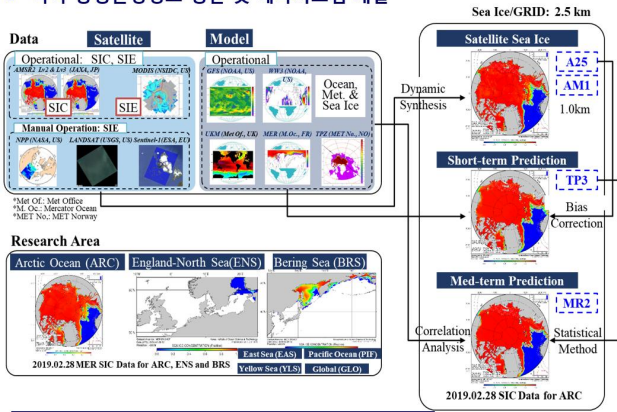 Sea Ice/GRID: 2.5 km
Data
Satellite
Model
Operational: SIC, SIE
AMSR2 Lv2 & Lv3 (JAXA, JP)
MODIS (NSIDC, US)
SIC
SIE
Manual Operation: SIE
NPP (NASA, US)
LANDSAT (USGS, US)
Sentinel-1(ESA, EU)
Operational
GFS (NOAA, US)
WW3 (NOAA, US)
Ocean,
Met. &
Sea Ice
UKM (Met Of., UK)
MER (M.Oc., FR)
TPZ (MET No., NO)
*Met Of.: Met Office
*M. Oc.: Mercator Ocean
*MET No,: MET Norway
Dynamic
Synthesis
Satellite Sea Ice
A25
AM1
1.0km
Short-term Prediction
TP3
Bias
Correction
Med-term Prediction
MR2
Correlation
Analysis
Statistical
Method
2019.02.28 SIC Data for ARC
Research Area
Arctic Ocean (ARC)
England-North Sea(ENS)
Bering Sea (BRS)
2019.02.28 MER SIC Data for ARC, ENS and BRS
East Sea (EAS)
Pacific Ocean (PIF)
Yellow Sea (YLS)
Global (GLO)